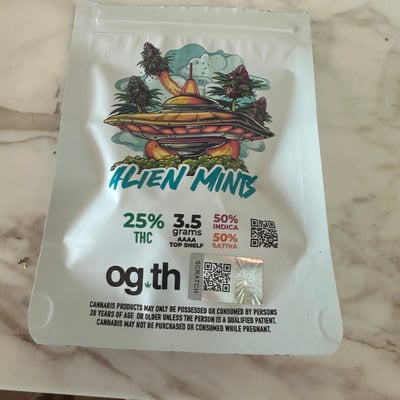 ALIEN MINTS
25%
THC
3.5
grams
AAAA
TOP SHELF
50%
INDICA
50%
SATIVA
og.th
SCRATCH
CANNABIS PRODUCTS MAY ONLY BE POSSESSED OR CONSUMED BY PERSONS
20 YEARS OF AGE OR OLDER UNLESS THE PERSON IS A QUALIFIED PATIENT.
CANNABIS MAY NOT BE PURCHASED OR CONSUMED WHILE PREGNANT.